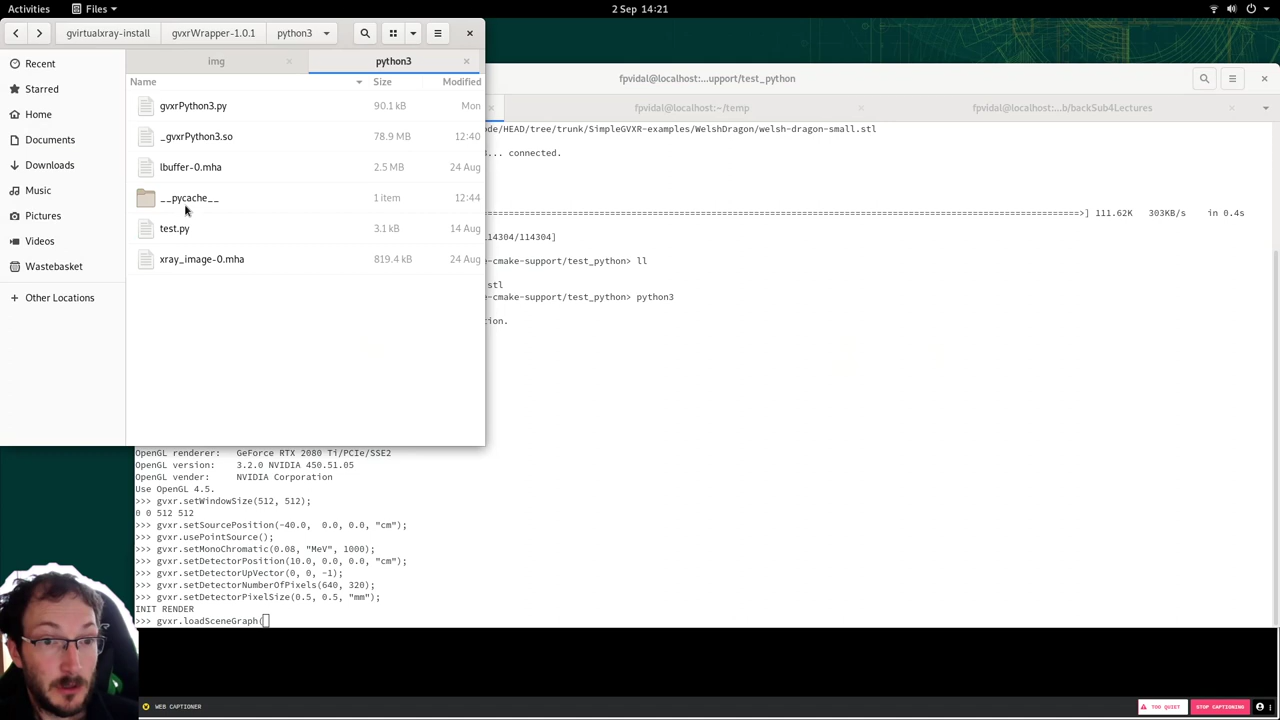 Activities
Files
2 Sep 14:21
gvirtualxray-install
gvxrWrapper-1.0.1
python3
img
python3
Recent
Starred
Home
Documents
Downloads
Music
Pictures
Videos
Wastebasket
Other Locations
Name
Size
Modified
gvxrPython3.py
90.1 kB
Mon
_gvxrPython3.so
78.9 MB
12:40
lbuffer-0.mha
2.5 MB
24 Aug
__pycache__
1 item
12:44
test.py
3.1 kB
14 Aug
xray_image-0.mha
819.4 kB
24 Aug
fpvidal@localhost:...upport/test_python
fpvidal@localhost:~/temp
fpvidal@localhost:...b/backSub4Lectures
ode/HEAD/tree/trunk/SimpleGVXR-examples/WelshDragon/welsh-dragon-small.stl
... connected.
===>] 111.62K 303KB/s in 0.4s
114304/114304]
-cmake-support/test_python> ll
stl
-cmake-support/test_python> python3
tion.
OpenGL renderer: GeForce RTX 2080 Ti/PCIe/SSE2
OpenGL version: 3.2.0 NVIDIA 450.51.05
OpenGL vender: NVIDIA Corporation
Use OpenGL 4.5.
>>> gvxr.setWindowSize(512, 512);
0 0 512 512
>>> gvxr.setSourcePosition(-40.0, 0.0, 0.0, "cm");
>>> gvxr.usePointSource();
>>> gvxr.setMonoChromatic(0.08, "MeV", 1000);
>>> gvxr.setDetectorPosition(10.0, 0.0, 0.0, "cm");
>>> gvxr.setDetectorUpVector(0, 0, -1);
>>> gvxr.setDetectorNumberOfPixels(640, 320);
>>> gvxr.setDetectorPixelSize(0.5, 0.5, "mm");
INIT RENDER
>>> gvxr.loadSceneGraph(
WEB CAPTIONER
TOO QUIET
STOP CAPTIONING